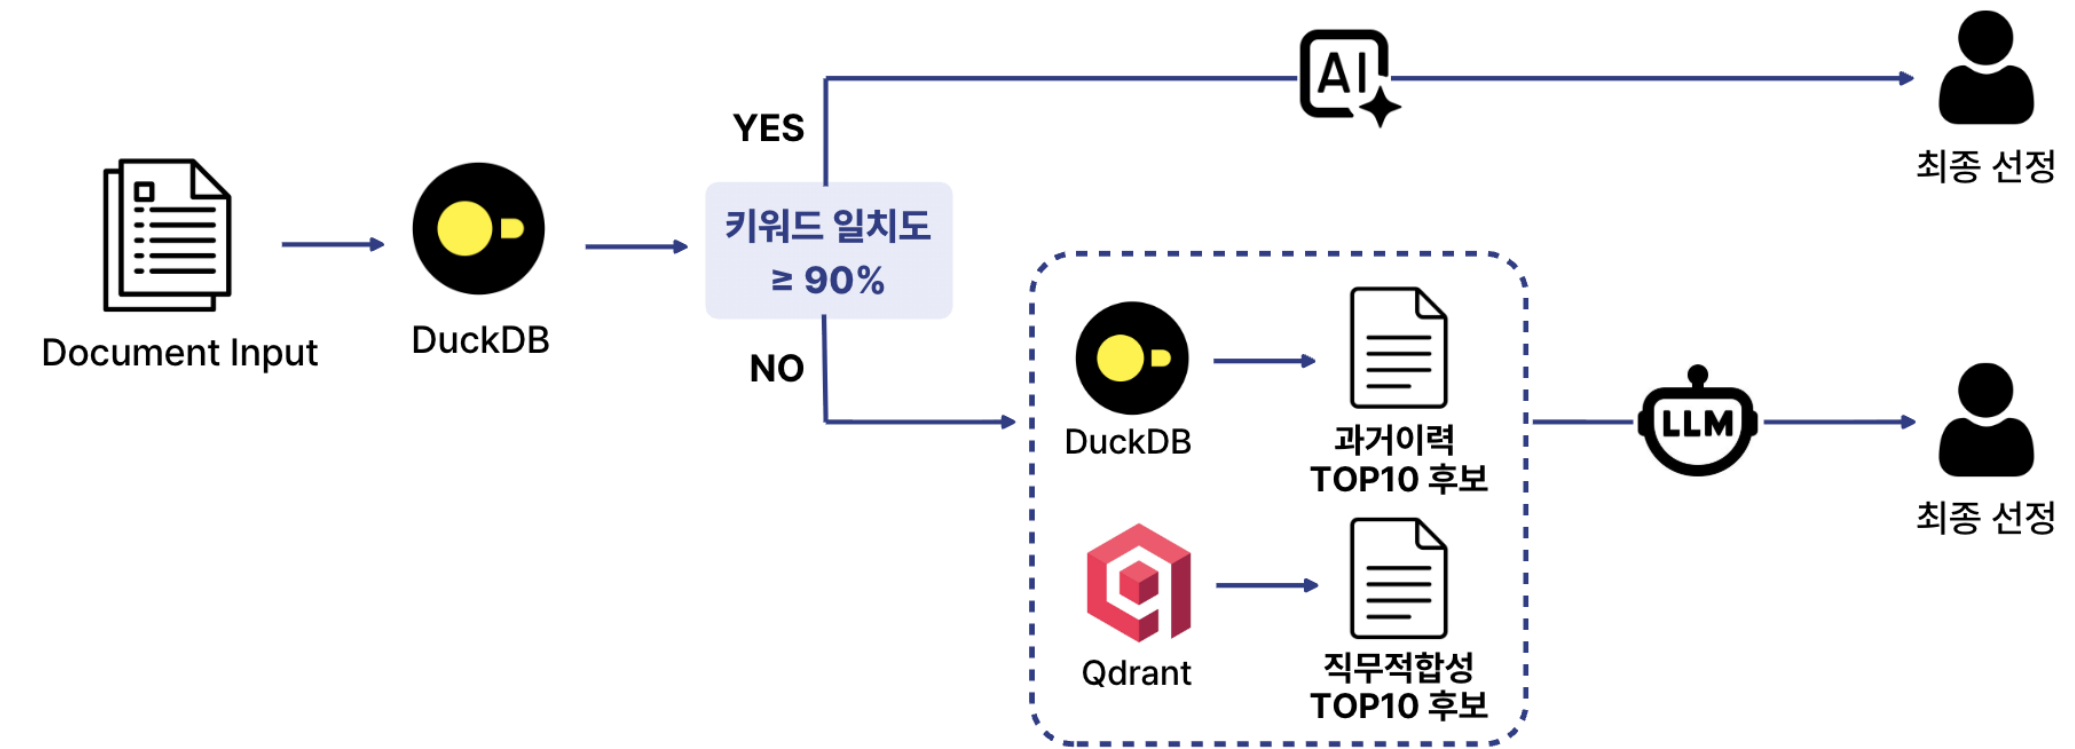 Document Input
DuckDB
YES
키워드 일치도
≥ 90%
NO
AI
최종 선정
DuckDB
과거이력
TOP10 후보
Qdrant
직무적합성
TOP10 후보
LLM
최종 선정